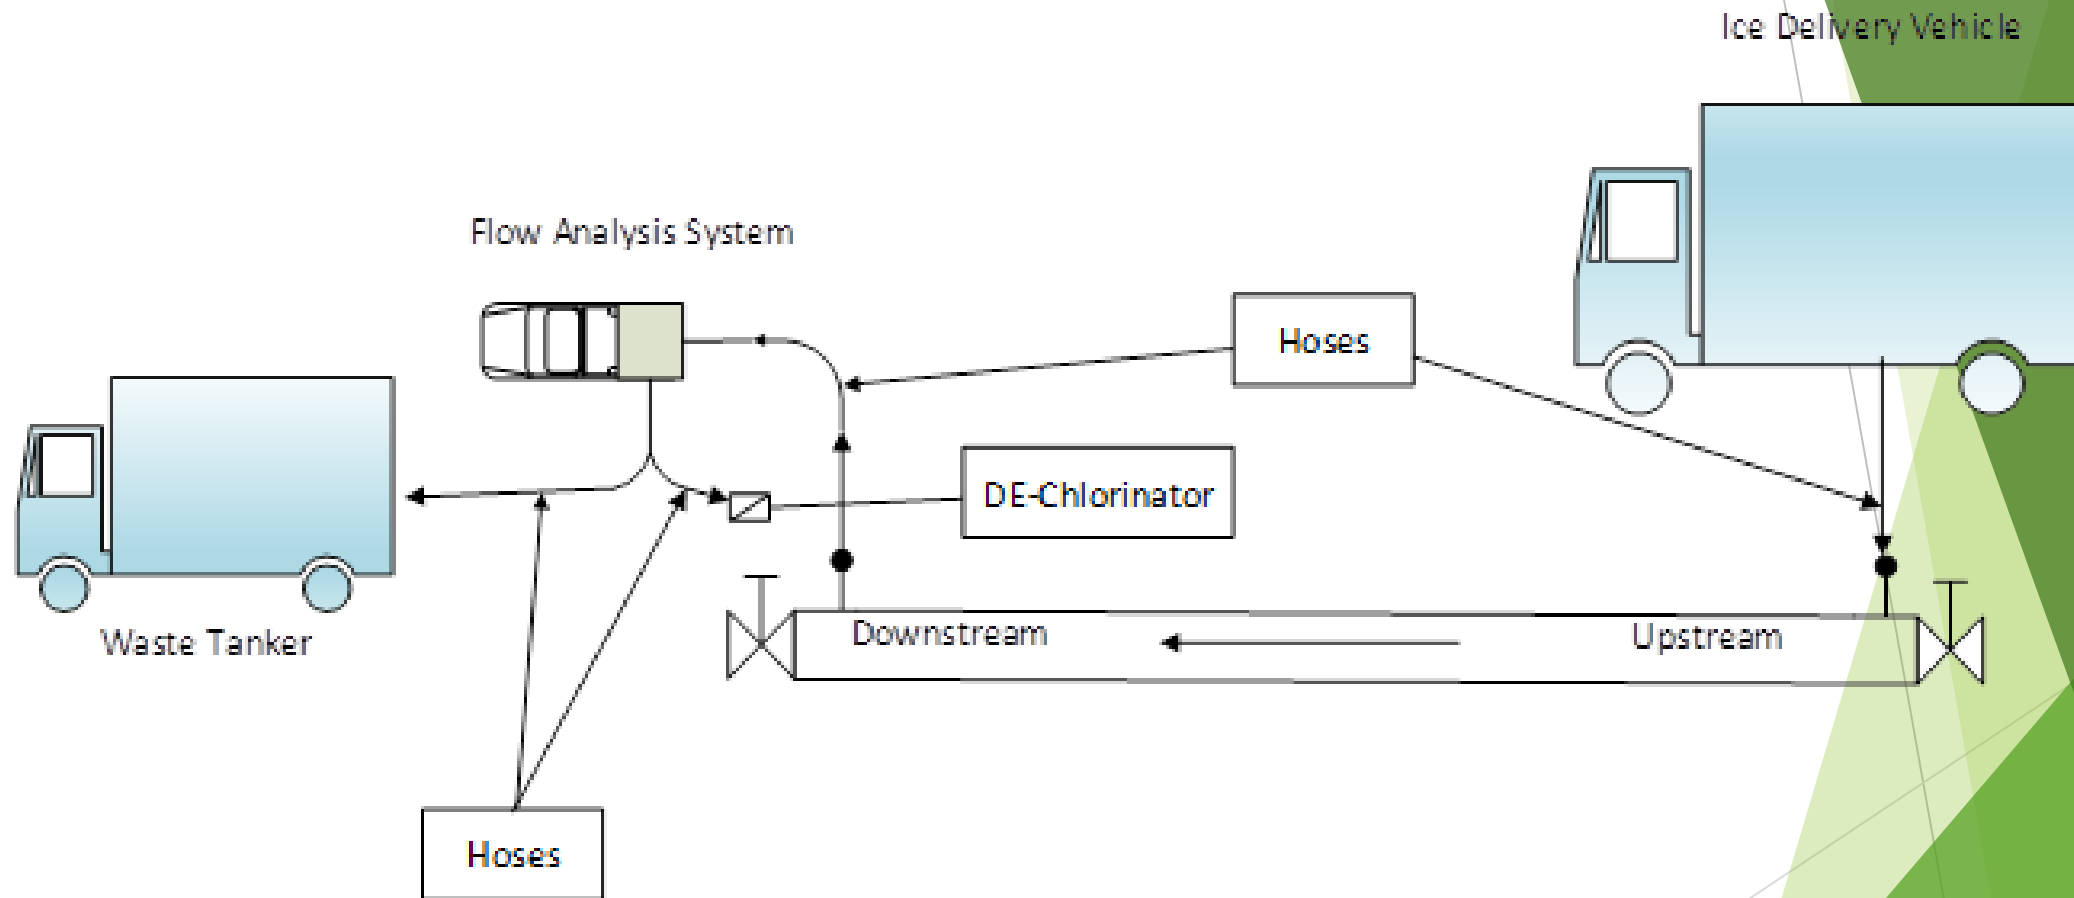 Ice Delivery Vehicle
Flow Analysis System
Hoses
DE-Chlorinator
Waste Tanker
Downstream
Upstream
Hoses